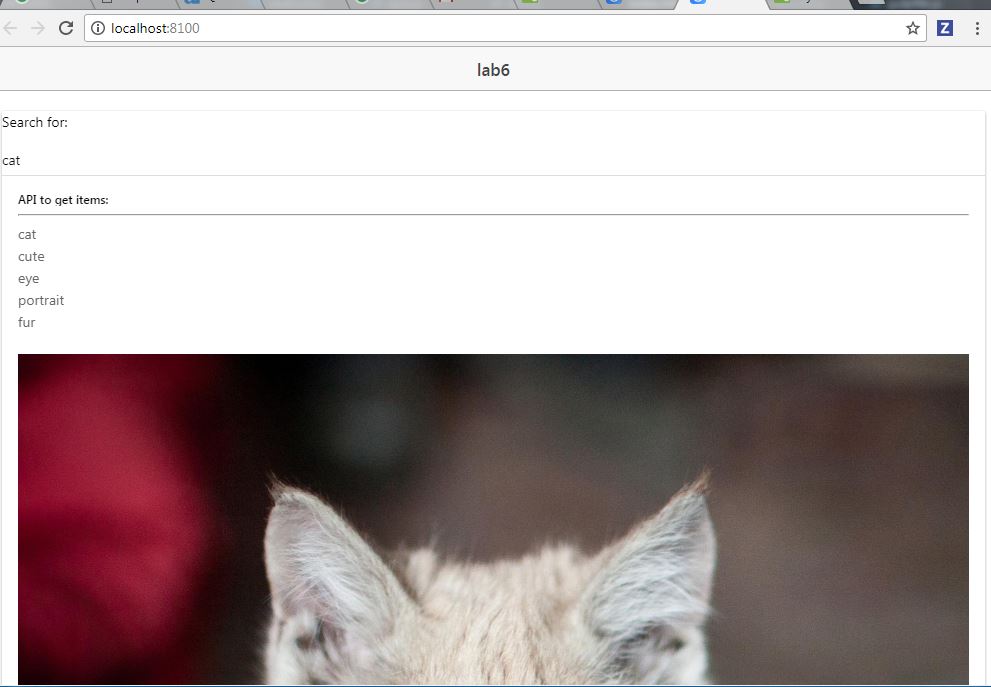 localhost:8100
Z
lab6
Search for:
cat
API to get items:
cat
cute
eye
portrait
fur